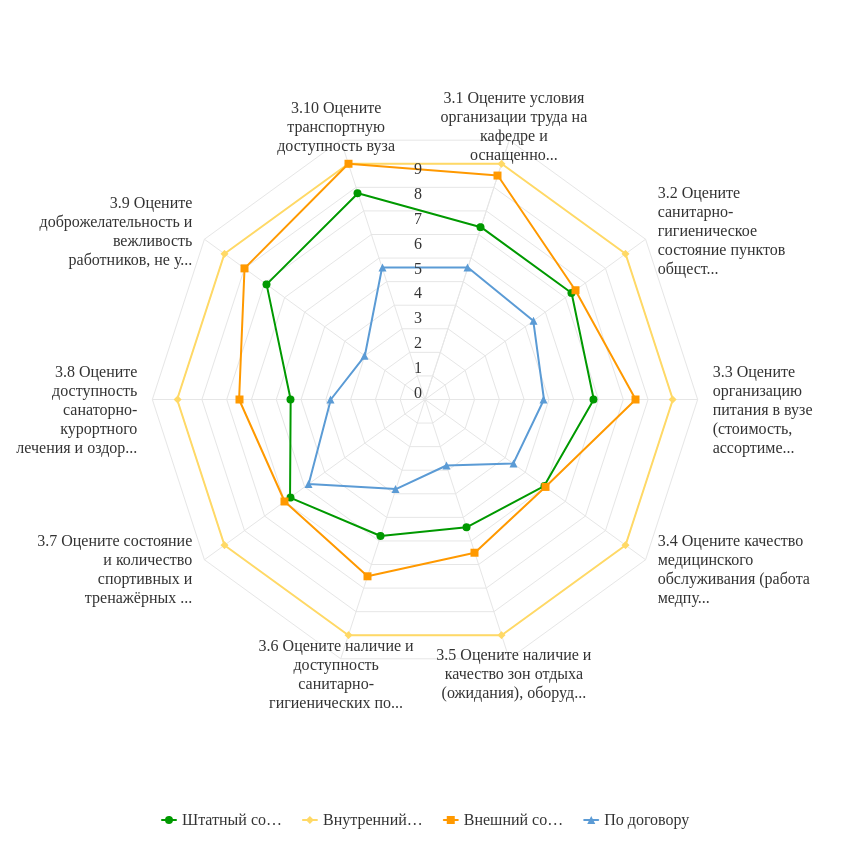 3.10 Оцените
транспортную
доступность вуза
3.1 Оцените условия
организации труда на
кафедре и
оснащенно...
3.2 Оцените
санитарно-
гигиеническое
состояние пунктов
общест...
3.3 Оцените
организацию
питания в вузе
(стоимость,
ассортиме...
3.4 Оцените качество
медицинского
обслуживания (работа
медпу...
3.5 Оцените наличие и
качество зон отдыха
(ожидания), оборуд...
3.6 Оцените наличие и
доступность
санитарно-
гигиенических по...
3.7 Оцените состояние
и количество
спортивных и
тренажёрных ...
3.8 Оцените
доступность
санаторно-
курортного
лечения и оздор...
3.9 Оцените
доброжелательность и
вежливость
работников, не у...
9
8
7
6
5
4
3
2
1
0
Штатный со… Внутренний… Внешний со… По договору